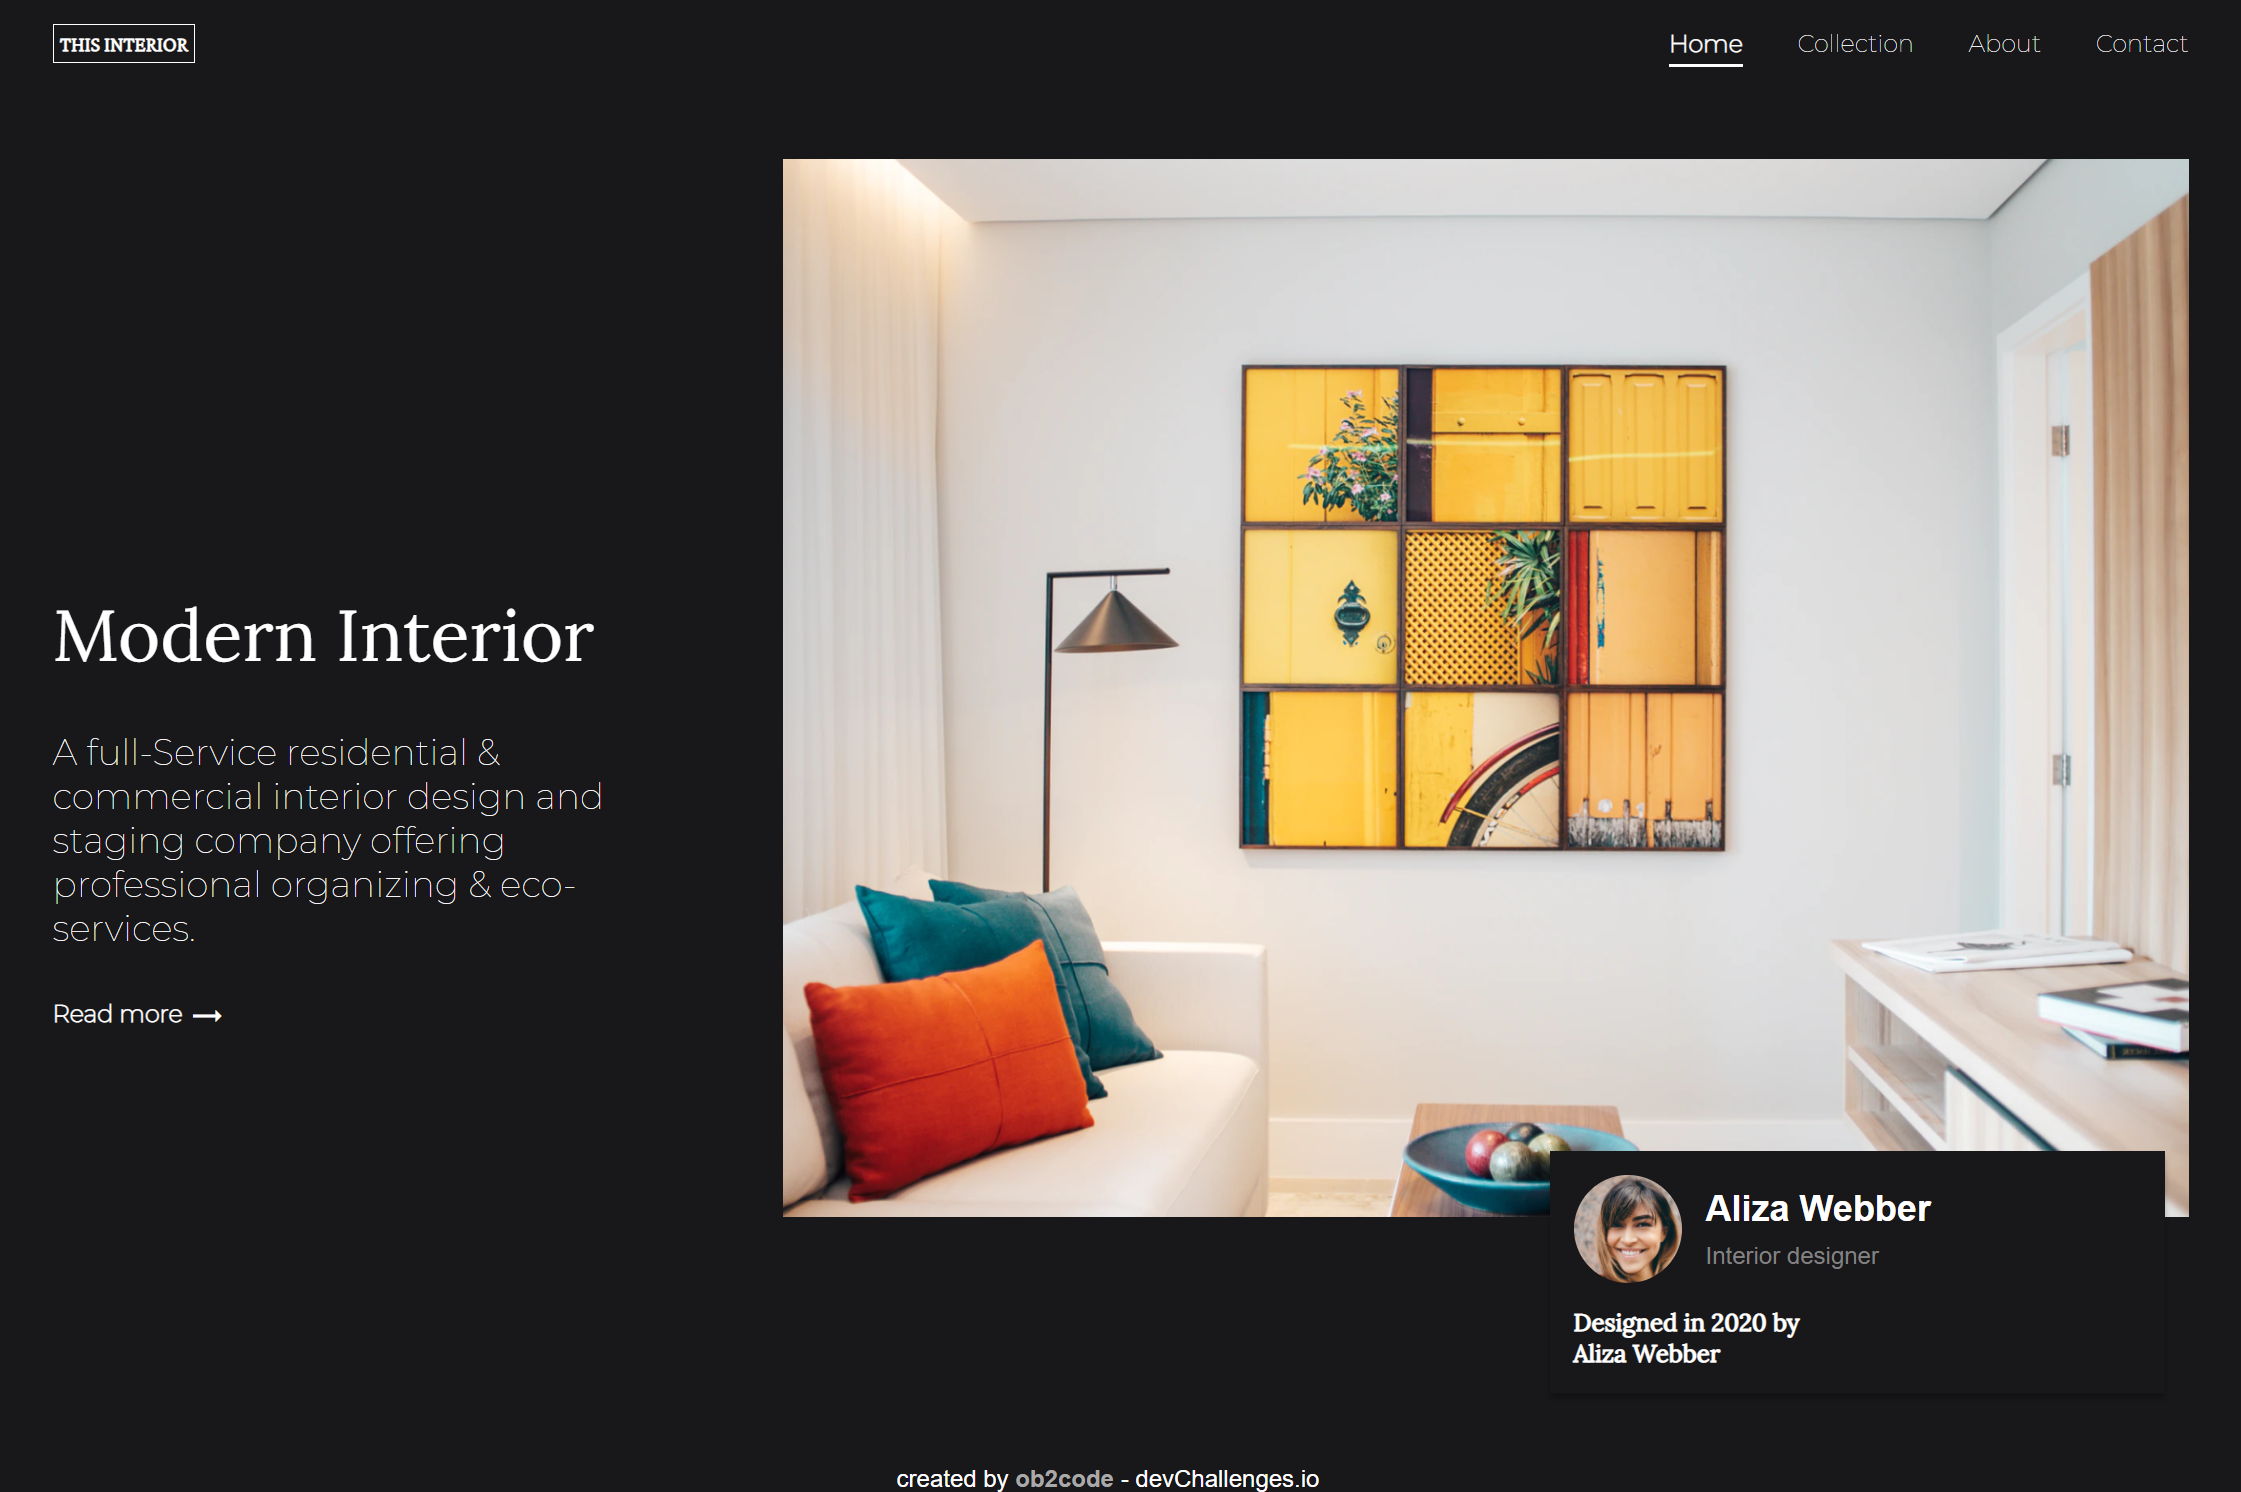 THIS INTERIOR
Home
Collection
About
Contact
Modern Interior
A full-Service residential &
commercial interior design and
staging company offering
professional organizing & eco-
services.
Read more
Aliza Webber
Interior designer
Designed in 2020 by
Aliza Webber
created by ob2code - devChallenges.io